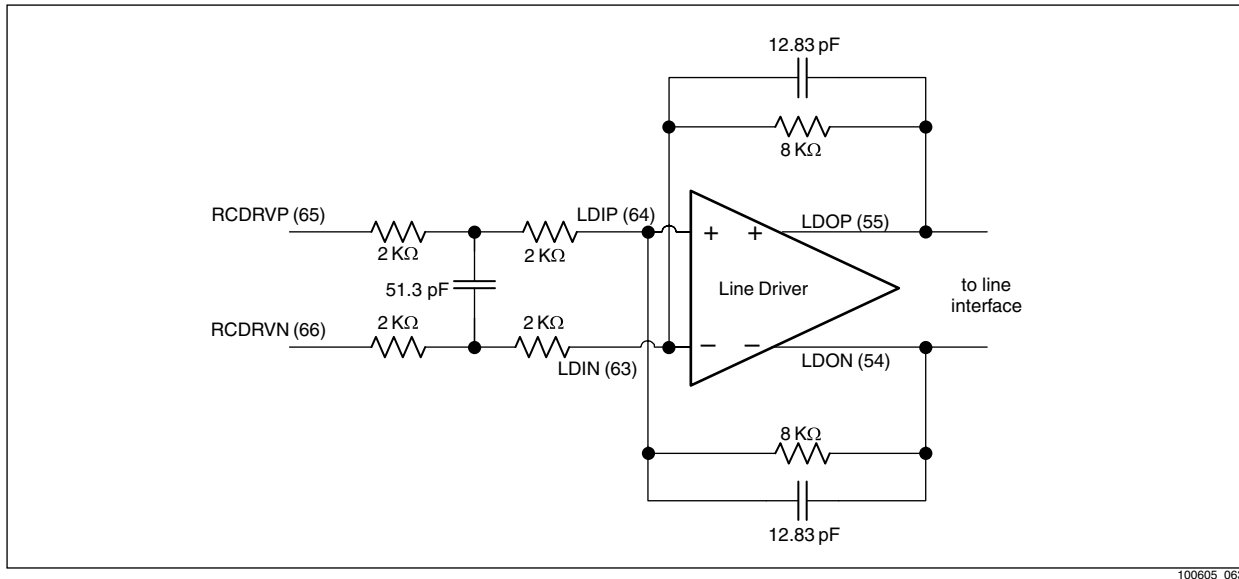 12.83 pF
8 KΩ
RCDRVP (65)
LDIP (64)
LDOP (55)
2 KΩ
2 KΩ
+ +
51.3 pF
Line Driver
to line
interface
RCDRVN (66)
2 KΩ
2 KΩ
− −
LDIN (63)
LDON (54)
8 KΩ
12.83 pF